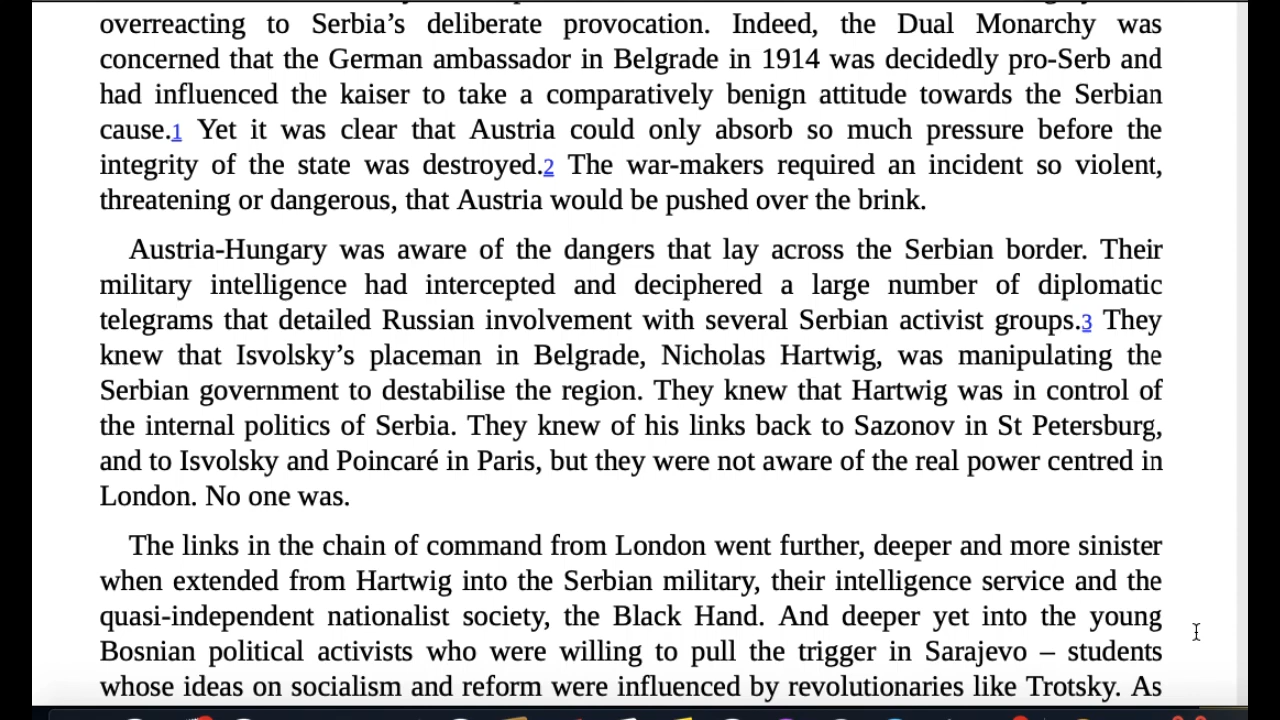 overreacting to Serbia’s deliberate provocation. Indeed, the Dual Monarchy was
concerned that the German ambassador in Belgrade in 1914 was decidedly pro-Serb and
had influenced the kaiser to take a comparatively benign attitude towards the Serbian
cause.1 Yet it was clear that Austria could only absorb so much pressure before the
integrity of the state was destroyed.2 The war-makers required an incident so violent,
threatening or dangerous, that Austria would be pushed over the brink.
Austria-Hungary was aware of the dangers that lay across the Serbian border. Their
military intelligence had intercepted and deciphered a large number of diplomatic
telegrams that detailed Russian involvement with several Serbian activist groups.3 They
knew that Isvolsky’s placeman in Belgrade, Nicholas Hartwig, was manipulating the
Serbian government to destabilise the region. They knew that Hartwig was in control of
the internal politics of Serbia. They knew of his links back to Sazonov in St Petersburg,
and to Isvolsky and Poincaré in Paris, but they were not aware of the real power centred in
London. No one was.
The links in the chain of command from London went further, deeper and more sinister
when extended from Hartwig into the Serbian military, their intelligence service and the
quasi-independent nationalist society, the Black Hand. And deeper yet into the young
Bosnian political activists who were willing to pull the trigger in Sarajevo – students
whose ideas on socialism and reform were influenced by revolutionaries like Trotsky. As